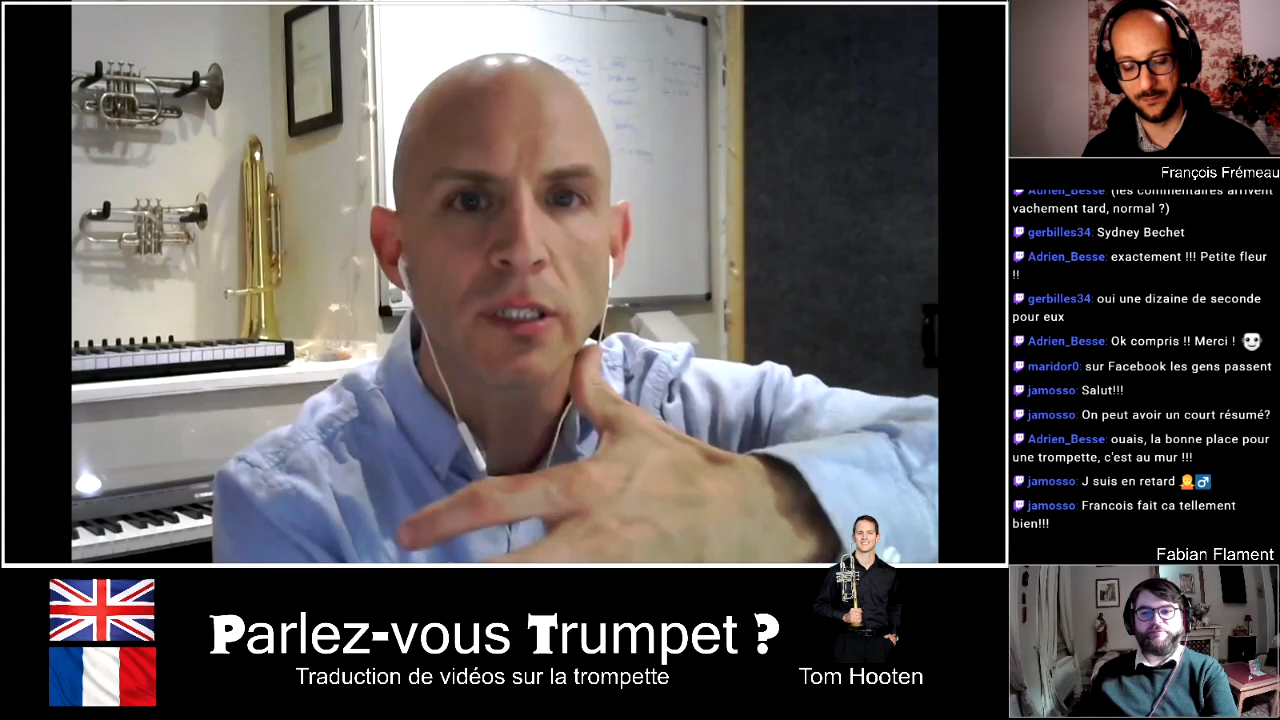 François Frémeau
Adrien_Besse: (les commentaires arrivent
vachement tard, normal ?)
gerbilles34: Sydney Bechet
Adrien_Besse: exactement !!! Petite fleur
!!
gerbilles34: oui une dizaine de seconde
pour eux
Adrien_Besse: Ok compris !! Merci !
maridor0: sur Facebook les gens passent
jamosso: Salut!!!
jamosso: On peut avoir un court résumé?
Adrien_Besse: ouais, la bonne place pour
une trompette, c'est au mur !!!
jamosso: J suis en retard
jamosso: Francois fait ca tellement
bien!!!
Fabian Flament
Parlez-vous Trumpet ?
Traduction de vidéos sur la trompette
Tom Hooten